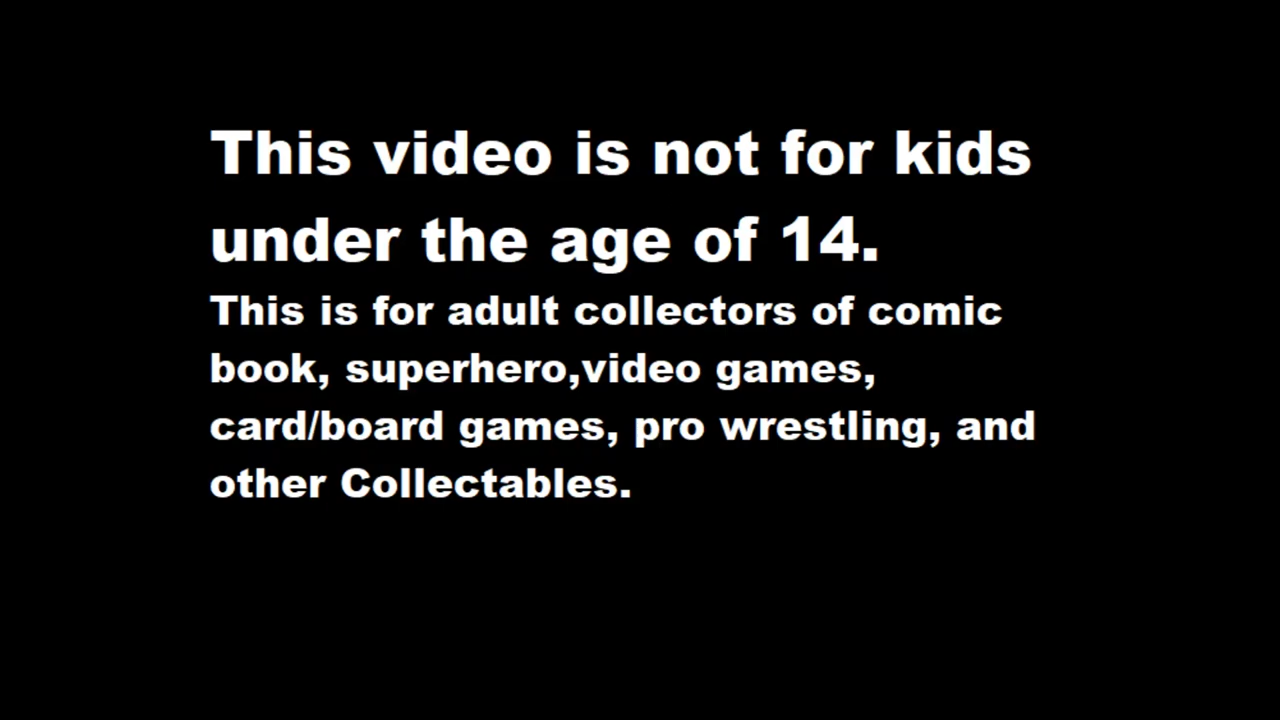 This video is not for kids
under the age of 14.
This is for adult collectors of comic
book, superhero,video games,
card/board games, pro wrestling, and
other Collectables.